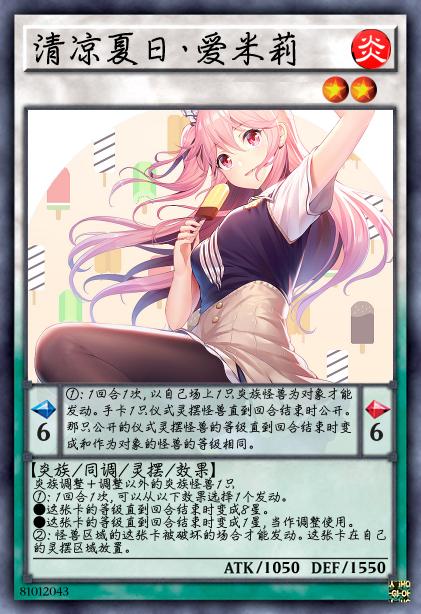 清凉夏日·爱米莉
炎
①：1回合1次，以自己场上1只炎族怪兽为对象才能
发动。手卡1只仪式灵摆怪兽直到回合结束时公开。
那只公开的仪式灵摆怪兽的等级直到回合结束时变
成和作为对象的怪兽的等级相同。
6
6
【炎族/同调/灵摆/效果】
炎族调整＋调整以外的炎族怪兽1只
①：1回合1次，可以从以下效果选择1个发动。
●这张卡的等级直到回合结束时变成8星。
●这张卡的等级直到回合结束时变成1星，当作调整使用。
②：怪兽区域的这张卡被破坏的场合才能发动。这张卡在自己
的灵摆区域放置。
ATK/1050 DEF/1550
81012043